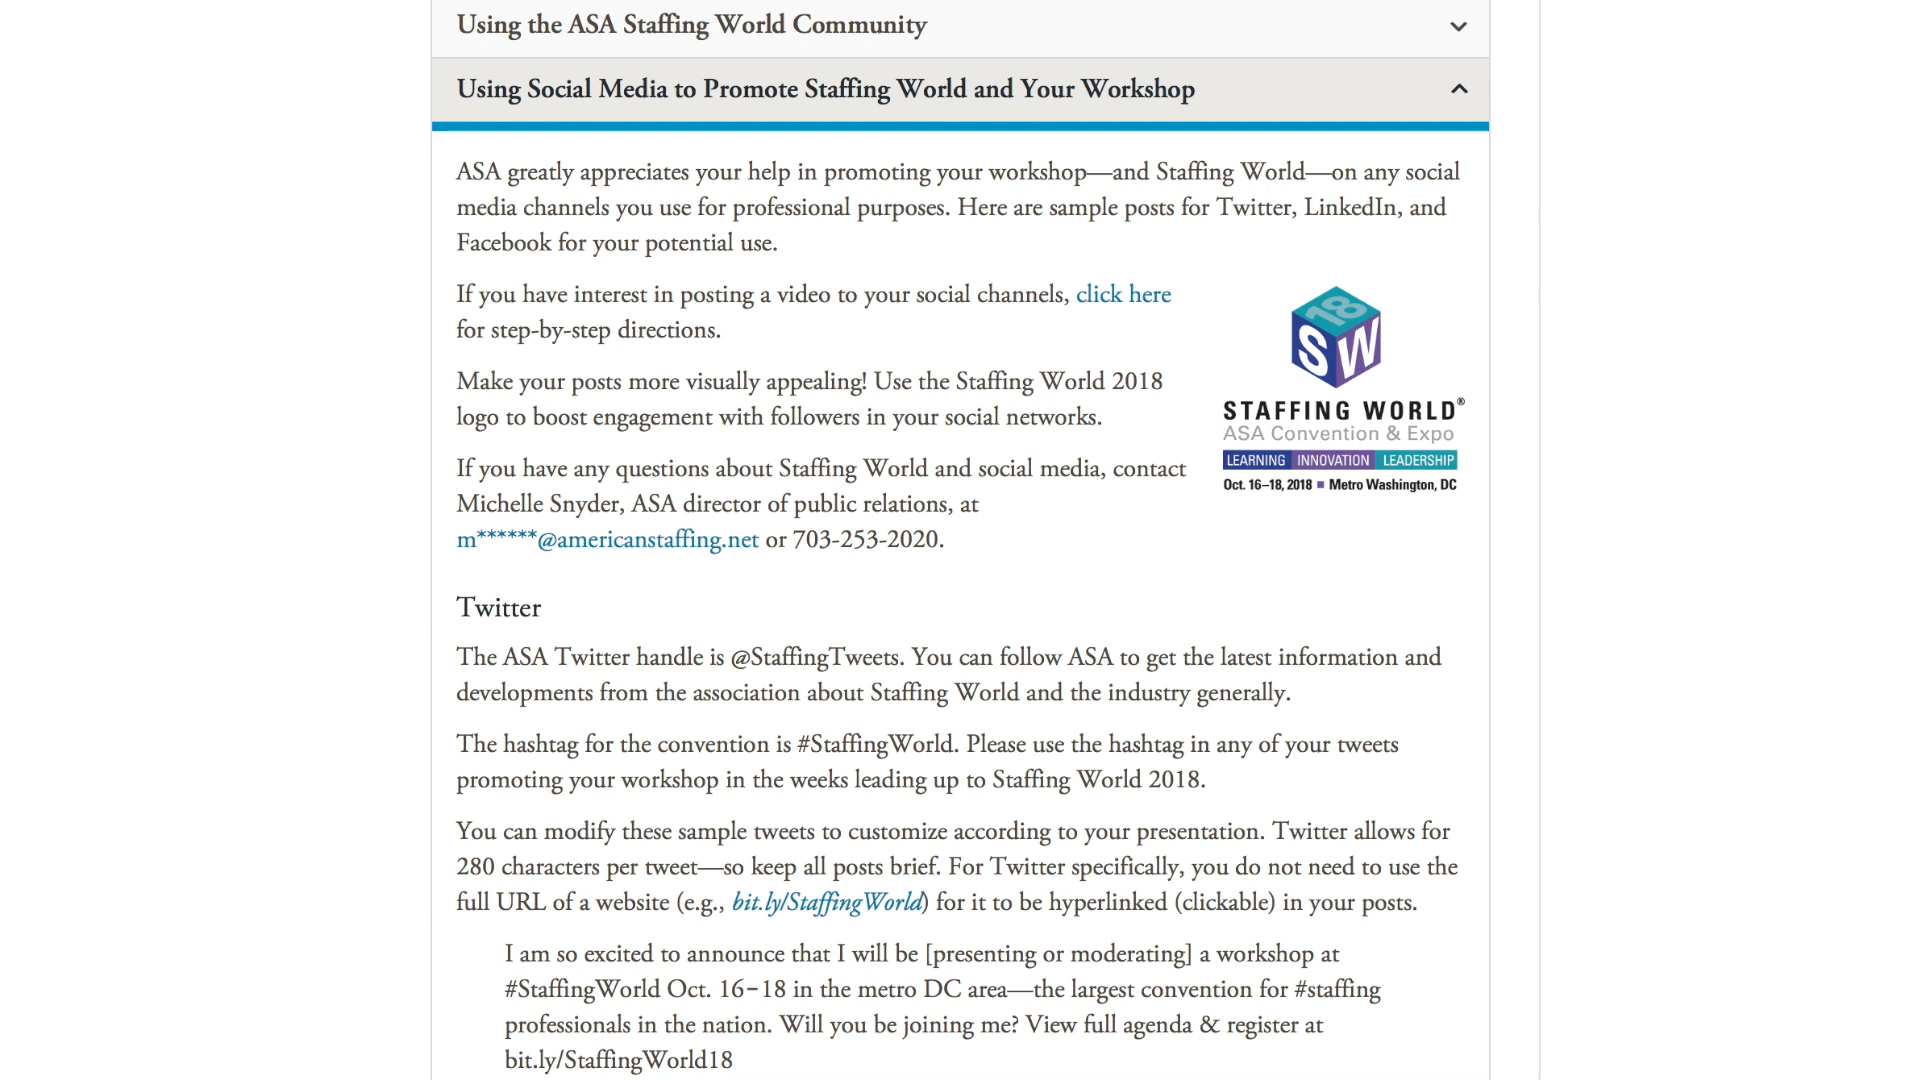 Using the ASA Staffing World Community
Using Social Media to Promote Staffing World and Your Workshop
ASA greatly appreciates your help in promoting your workshop—and Staffing World—on any social
media channels you use for professional purposes. Here are sample posts for Twitter, LinkedIn, and
Facebook for your potential use.
If you have interest in posting a video to your social channels, click here
for step-by-step directions.
Make your posts more visually appealing! Use the Staffing World 2018
logo to boost engagement with followers in your social networks.
If you have any questions about Staffing World and social media, contact
Michelle Snyder, ASA director of public relations, at
m******@americanstaffing.net or 703-253-2020.
18
SW
STAFFING WORLD®
ASA Convention & Expo
LEARNING INNOVATION LEADERSHIP
Oct. 16–18, 2018 ■ Metro Washington, DC
Twitter
The ASA Twitter handle is @StaffingTweets. You can follow ASA to get the latest information and
developments from the association about Staffing World and the industry generally.
The hashtag for the convention is #StaffingWorld. Please use the hashtag in any of your tweets
promoting your workshop in the weeks leading up to Staffing World 2018.
You can modify these sample tweets to customize according to your presentation. Twitter allows for
280 characters per tweet—so keep all posts brief. For Twitter specifically, you do not need to use the
full URL of a website (e.g., bit.ly/StaffingWorld) for it to be hyperlinked (clickable) in your posts.
I am so excited to announce that I will be [presenting or moderating] a workshop at
#StaffingWorld Oct. 16–18 in the metro DC area—the largest convention for #staffing
professionals in the nation. Will you be joining me? View full agenda & register at
bit.ly/StaffingWorld18